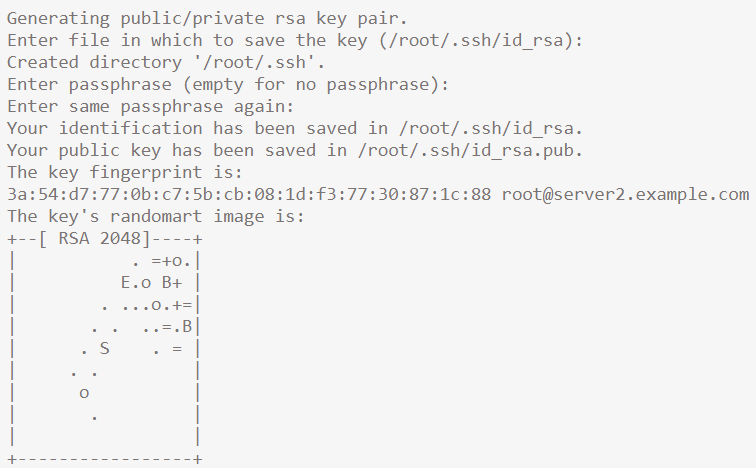 Generating public/private rsa key pair.
Enter file in which to save the key (/root/.ssh/id_rsa):
Created directory '/root/.ssh'.
Enter passphrase (empty for no passphrase):
Enter same passphrase again:
Your identification has been saved in /root/.ssh/id_rsa.
Your public key has been saved in /root/.ssh/id_rsa.pub.
The key fingerprint is:
3a:54:d7:77:0b:c7:5b:cb:08:1d:f3:77:30:87:1c:88 root@server2.example.com
The key's randomart image is:
+--[ RSA 2048]----+
|           . =+o.|
|          E.o B+ |
|        . ...o.+=|
|       . .  ..=.B|
|      . S    . = |
|     . .         |
|      o          |
|       .         |
|                 |
+-----------------+